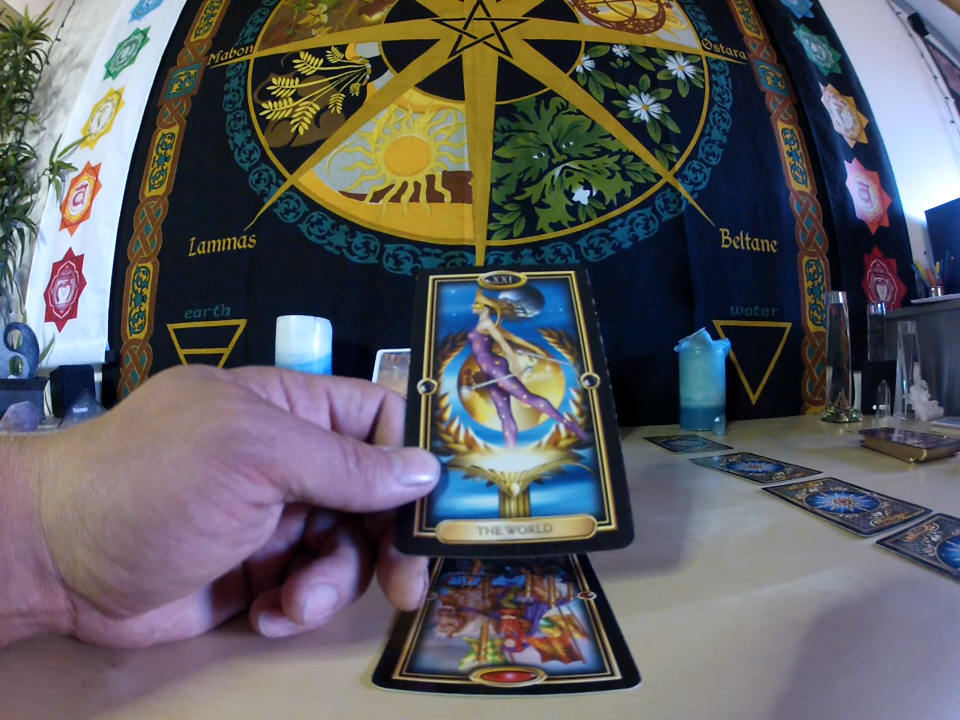 Mabon
Ostara
Lammas
Beltane
earth
water
XXI
THE WORLD